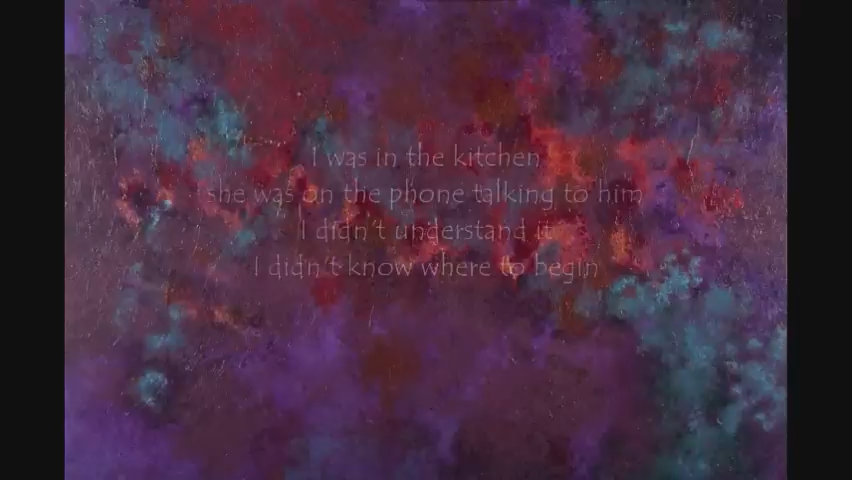 I was in the kitchen
she was on the phone talking to him
I didn't understand it
I didn't know where to begin